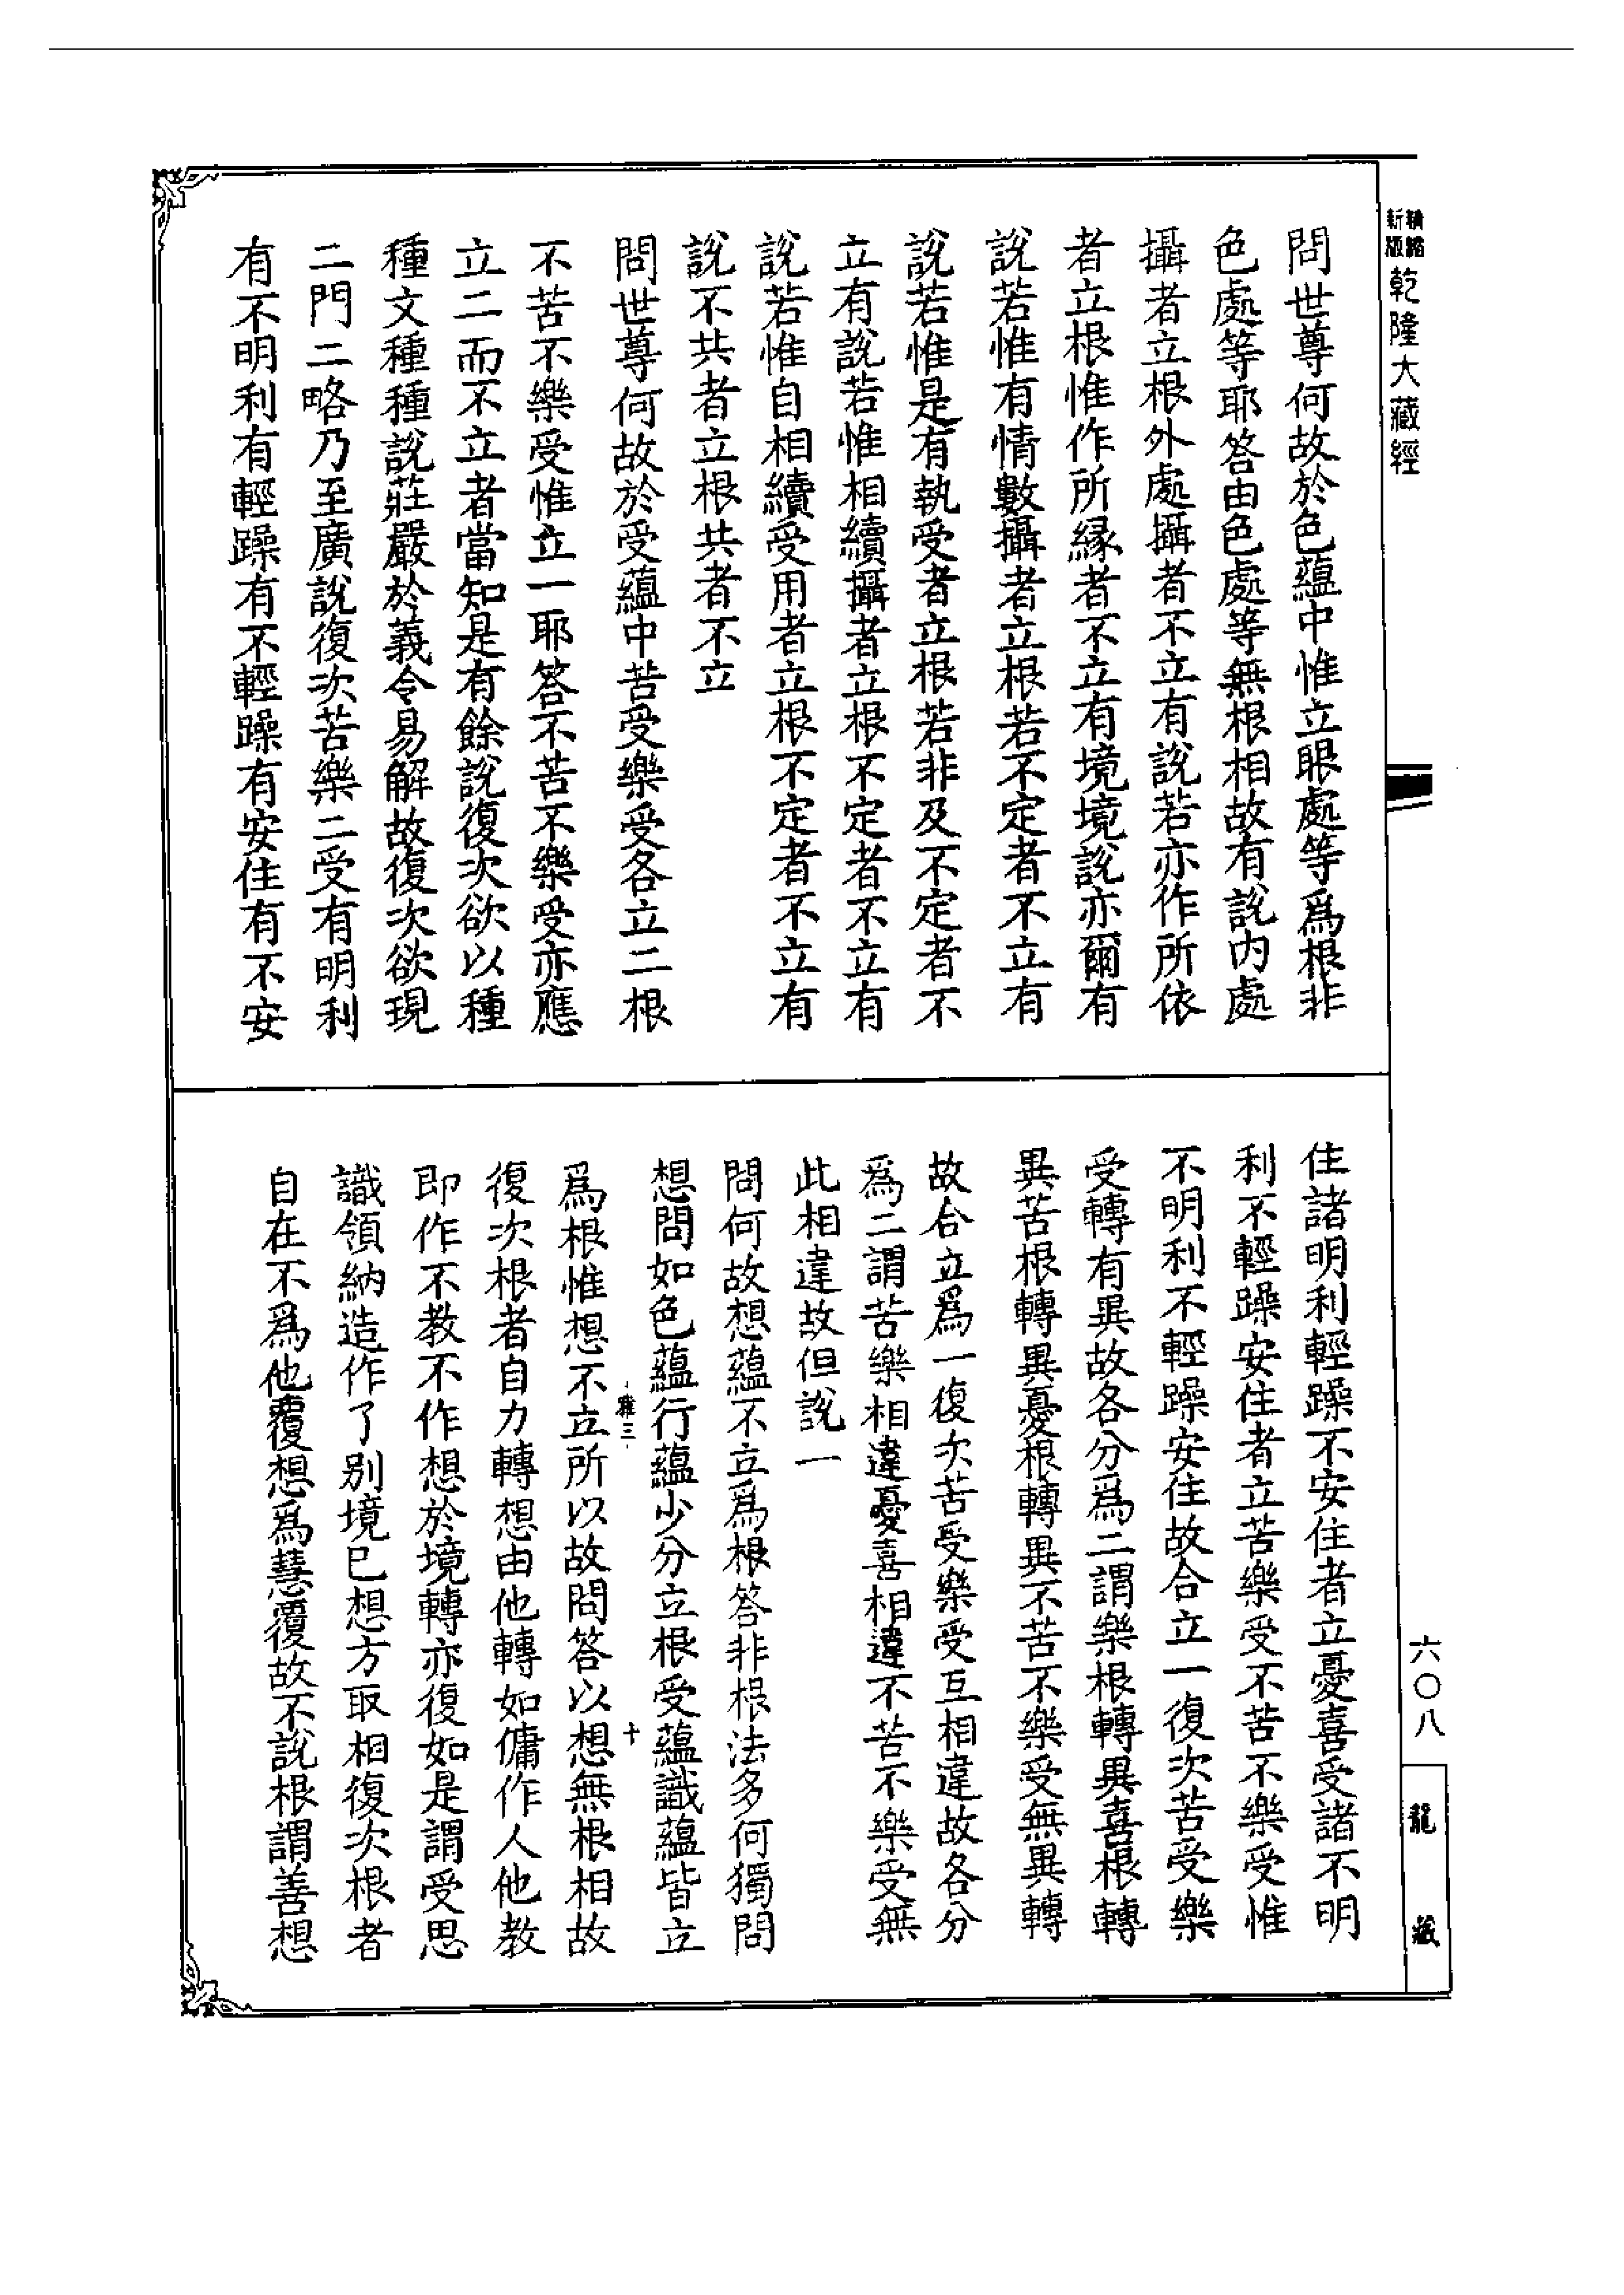 精縮新版乾隆大藏經
問世尊何故於色蘊中惟立眼處等爲根非
色處等耶答由色處等無根相故有說内處
攝者立根外處攝者不立有說若亦作所依
者立根惟作所緣者不立有境境說亦爾有
說若惟有情數攝者立根若不定者不立有
說若惟是有執受者立根若非及不定者不
立有說若惟相續攝者立根不定者不立有
說若惟自相續受用者立根不定者不立有
說不共者立根共者不立
問世尊何故於受蘊中苦受樂受各立二根
不苦不樂受惟立一耶答不苦不樂受亦應
立二而不立者當知是有餘說復次欲以種
種文種種說莊嚴於義令易解故復次欲現
二門二略乃至廣說復次苦樂二受有明利
有不明利有輕躁有不輕躁有安住有不安
住諸明利輕躁不安住者立憂喜受諸不明
利不輕躁安住者立苦樂受不苦不樂受惟
不明利不輕躁安住故合立一復次苦受樂
受轉有異故各分爲二謂樂根轉異喜根轉
異苦根轉異憂根轉異不苦不樂受無異轉
故合立爲一復次苦受樂受互相違故各分
爲二謂苦樂相違憂喜相違不苦不樂受無
此相違故但說一
問何故想蘊不立爲根答非根法多何獨問
想問如色蘊行蘊少分立根受蘊識蘊皆立
雅三
十
爲根惟想不立所以故問答以想無根相故
復次根者自力轉想由他轉如傭作人他教
即作不教不作想於境轉亦復如是謂受思
識領納造作了别境已想方取相復次根者
自在不爲他覆想爲慧覆故不說根謂善想
六〇八
龍藏